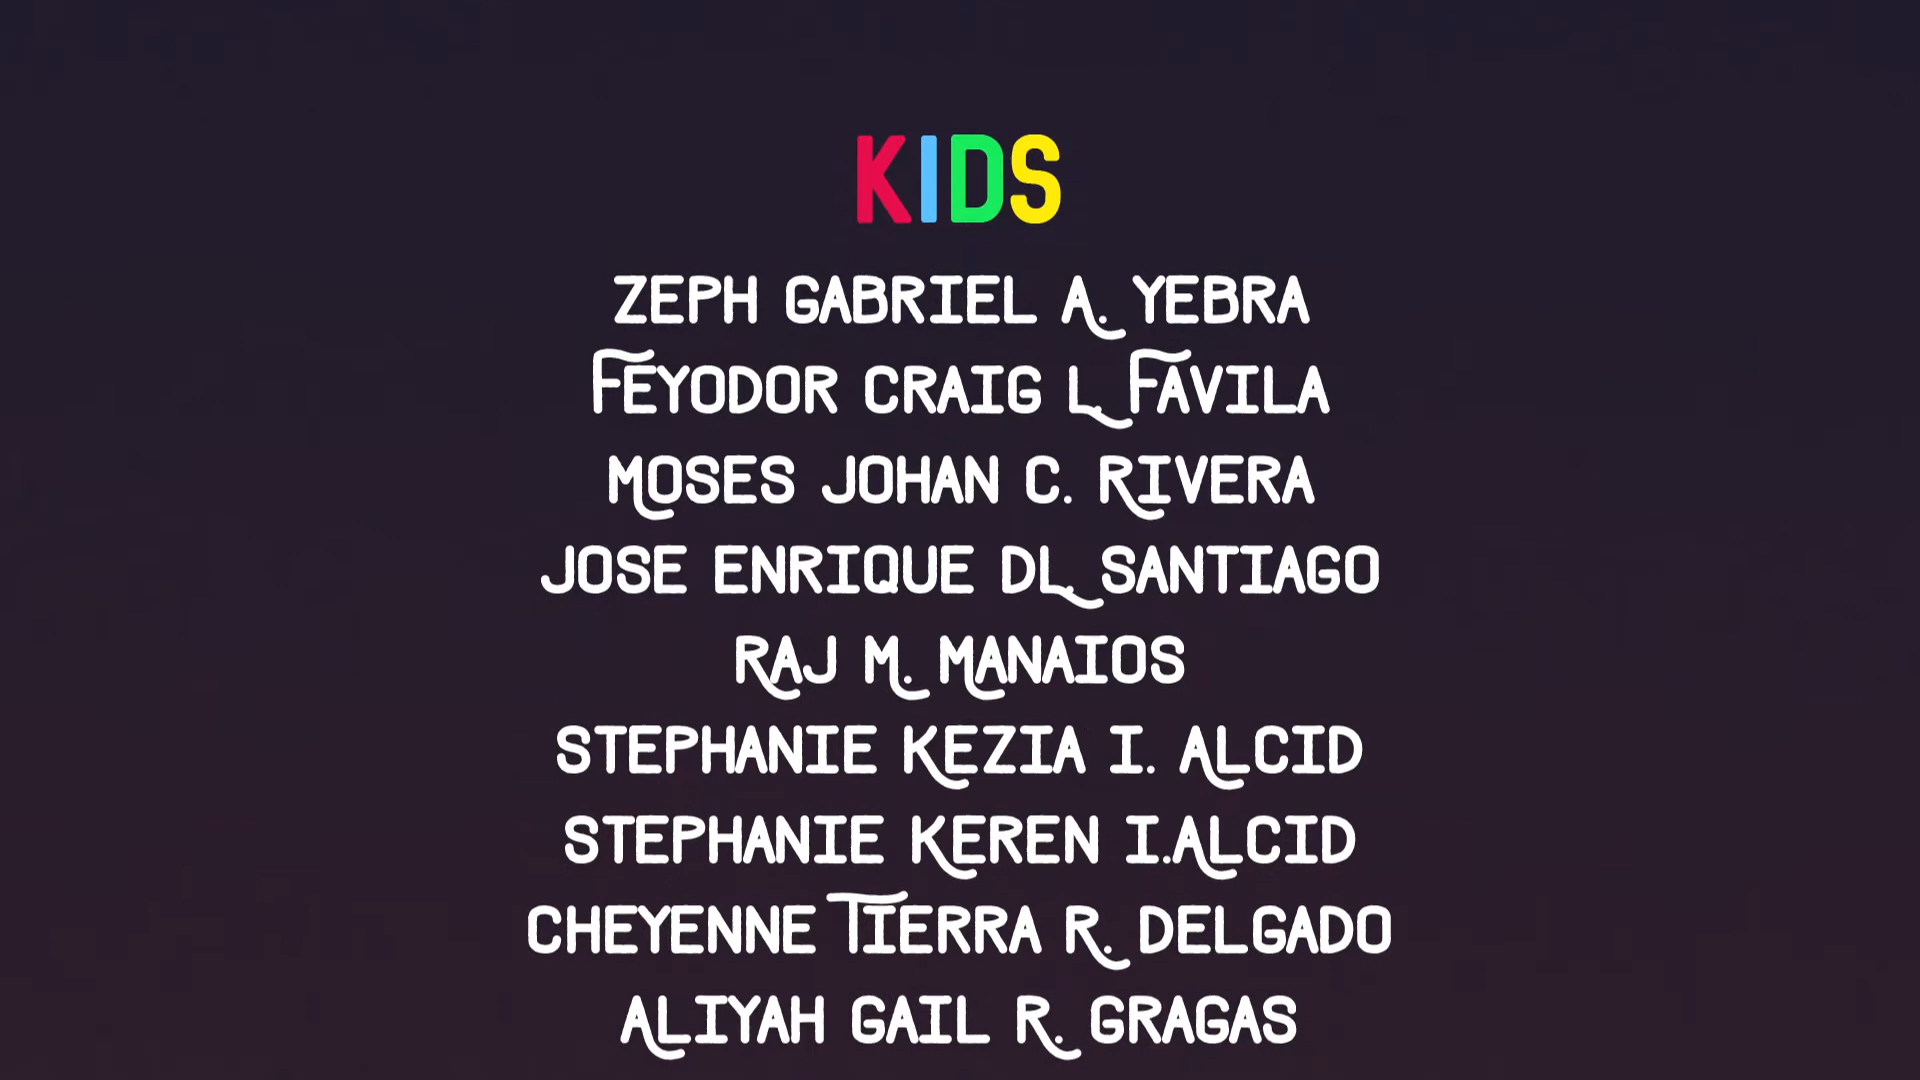 KIDS
ZEPH GABRIEL A. YEBRA
FEYODOR CRAIG L. FAVILA
MOSES JOHAN C. RIVERA
JOSE ENRIQUE DL. SANTIAGO
RAJ M. MANAIOS
STEPHANIE KEZIA I. ALCID
STEPHANIE KEREN I.ALCID
CHEYENNE TIERRA R. DELGADO
ALIYAH GAIL R. GRAGAS